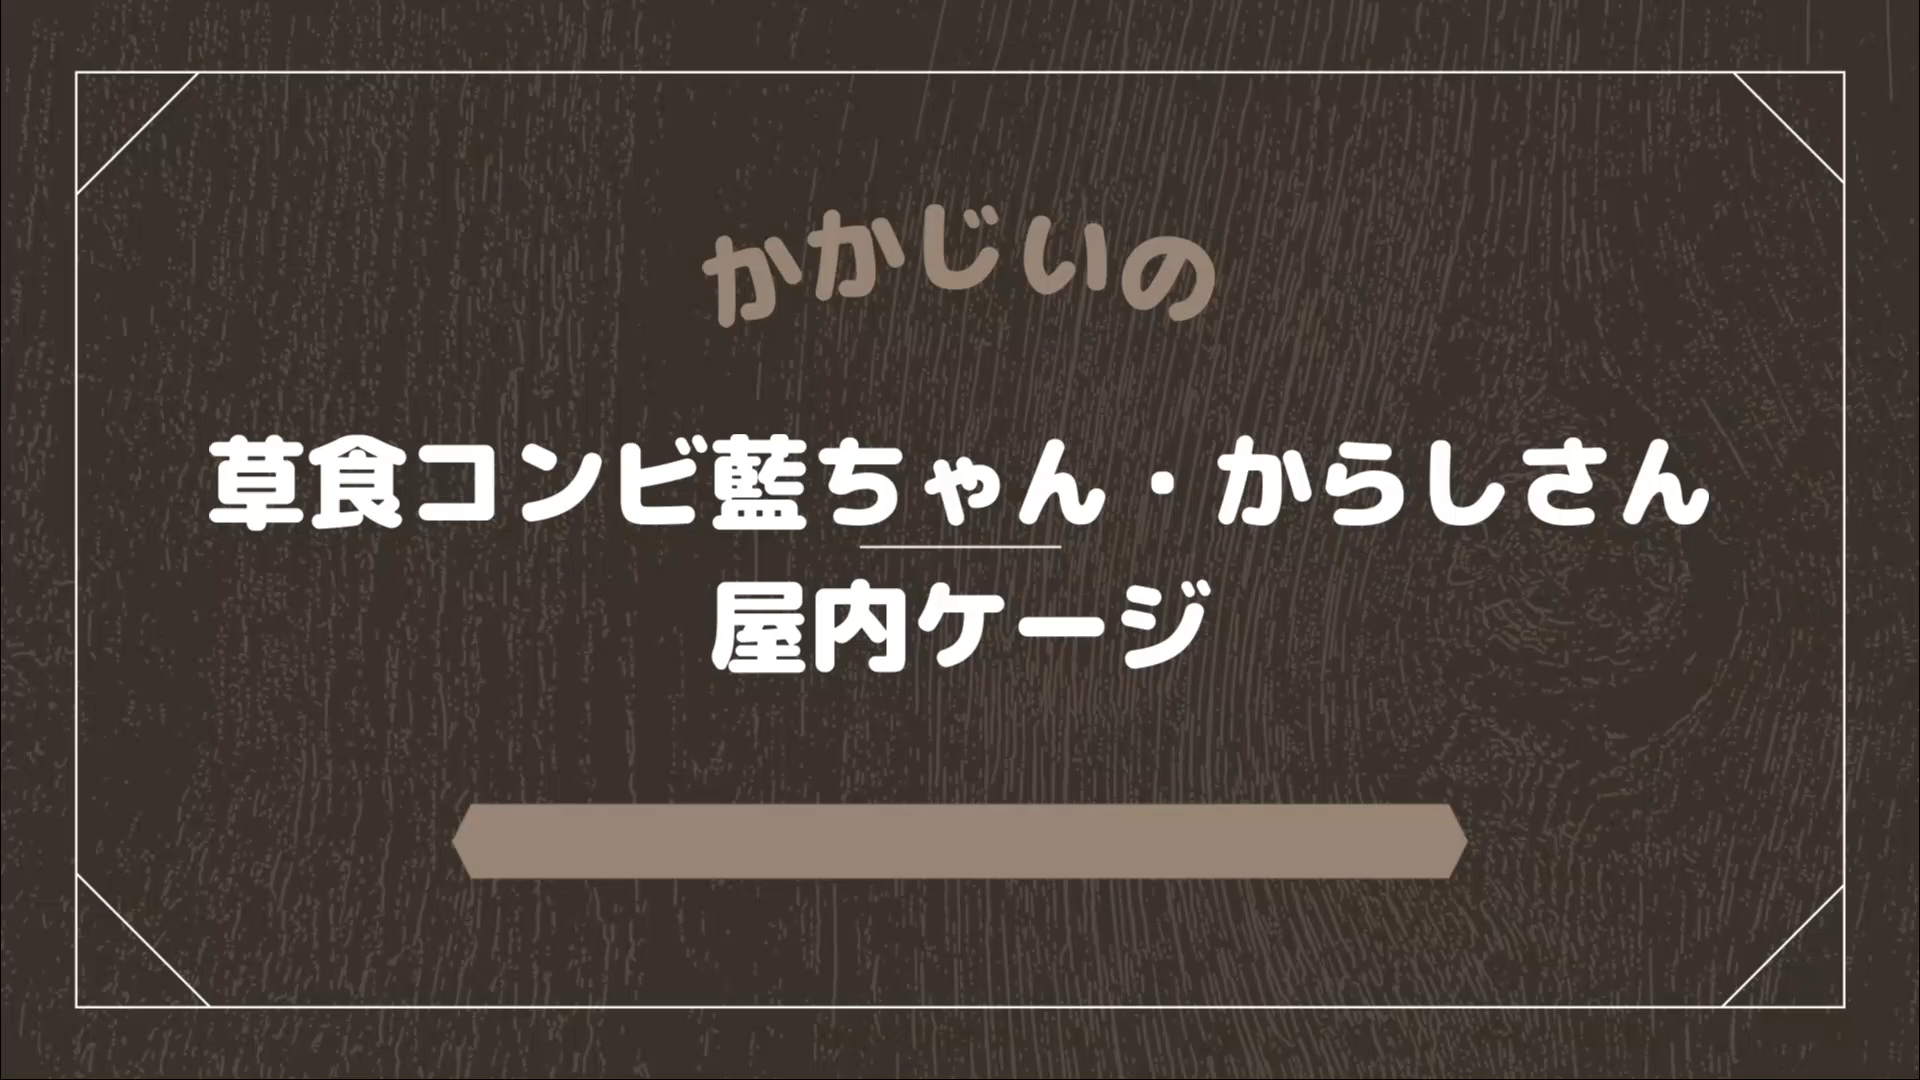 かかじいの
草食コンビ藍ちゃん・からしさん
屋内ケージ